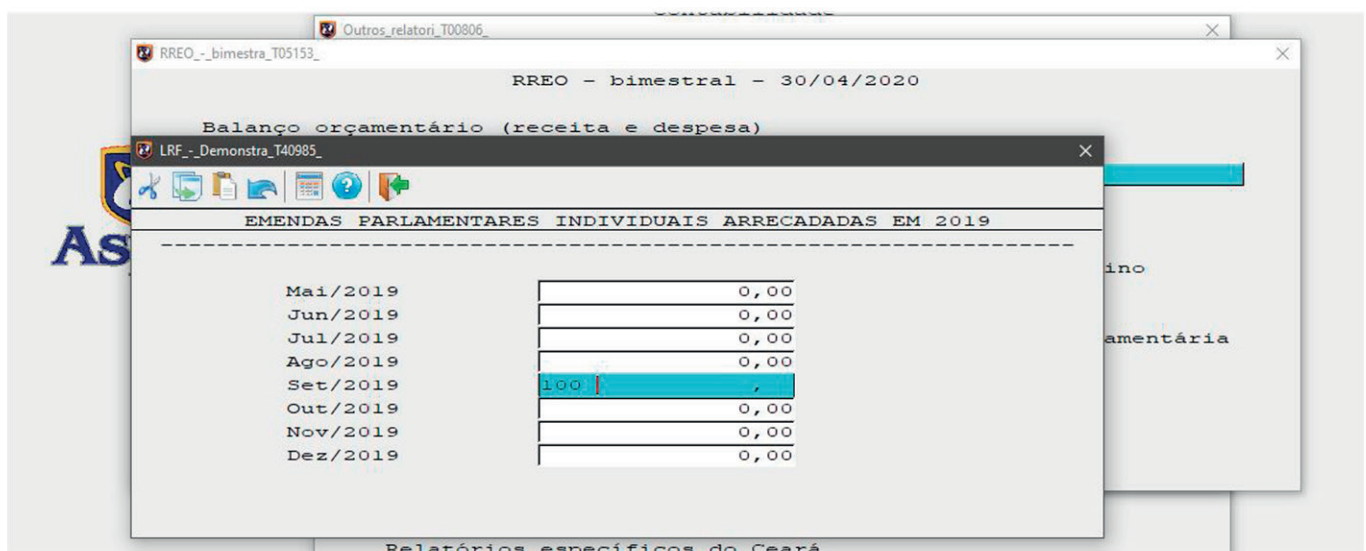 Contabilidade
Outros_relatori_T00806_
RREO_-_bimestra_T05153_
RREO - bimestral - 30/04/2020
Balanço orçamentário (receita e despesa)
LRF_-_Demonstra_T40985_
As
EMENDAS PARLAMENTARES INDIVIDUAIS ARRECADADAS EM 2019
ino
Mai/2019 0,00
Jun/2019 0,00
Jul/2019 0,00
amentária
Ago/2019 0,00
Set/2019 100 ,
Out/2019 0,00
Nov/2019 0,00
Dez/2019 0,00
Relatórios específicos do Ceará